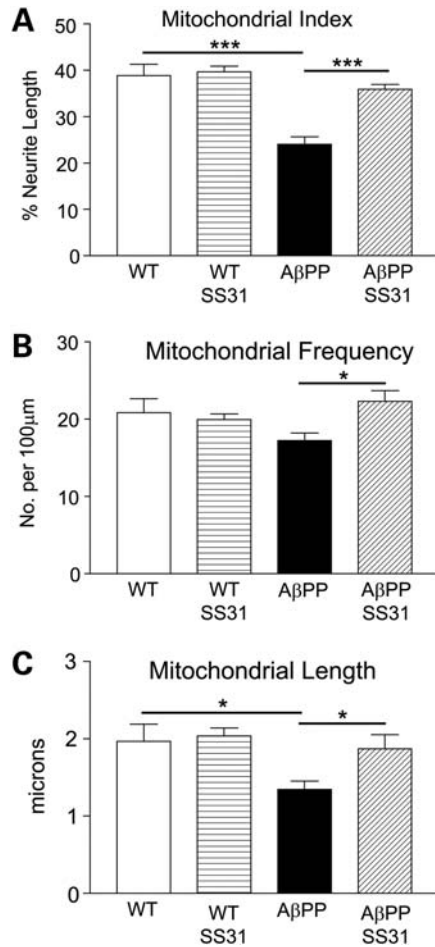 A
Mitochondrial Index
50
40
30
20
10
0
% Neurite Length
***
***
WT
WT
SS31
AβPP
AβPP
SS31
B
Mitochondrial Frequency
30
20
10
0
No. per 100μm
*
WT
WT
SS31
AβPP
AβPP
SS31
C
Mitochondrial Length
3
2
1
0
microns
*
*
WT
WT
SS31
AβPP
AβPP
SS31